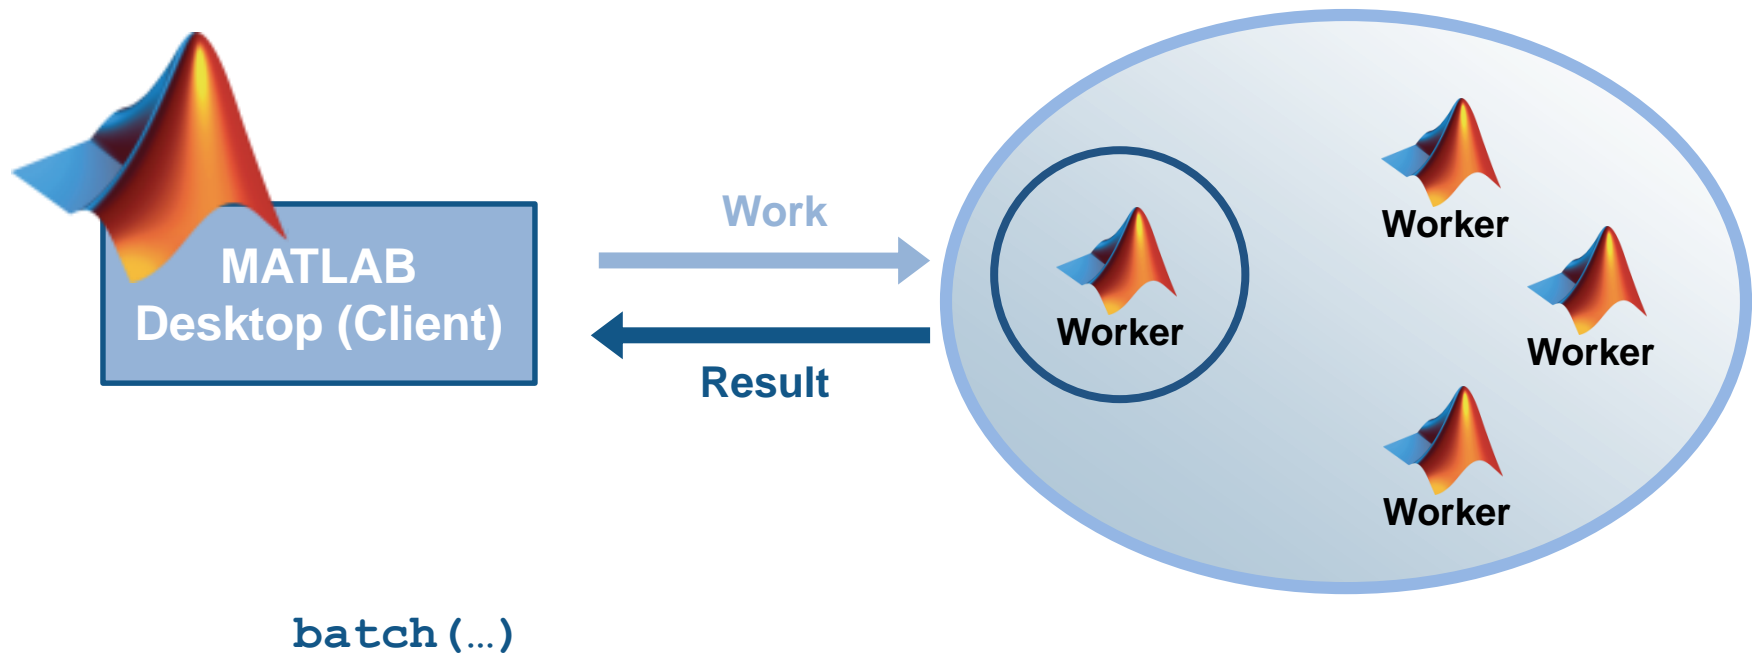 MATLAB
Desktop (Client)
Work
Result
Worker
Worker
Worker
Worker
batch(…)